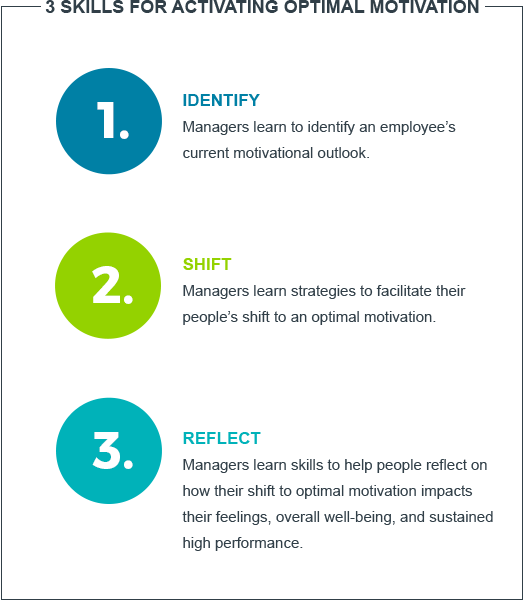 3 SKILLS FOR ACTIVATING OPTIMAL MOTIVATION
1.
IDENTIFY
Managers learn to identify an employee’s
current motivational outlook.
2.
SHIFT
Managers learn strategies to facilitate their
people’s shift to an optimal motivation.
3.
REFLECT
Managers learn skills to help people reflect on
how their shift to optimal motivation impacts
their feelings, overall well-being, and sustained
high performance.